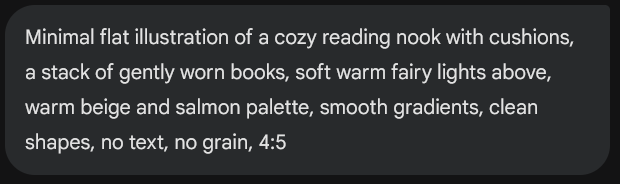 Minimal flat illustration of a cozy reading nook with cushions,
a stack of gently worn books, soft warm fairy lights above,
warm beige and salmon palette, smooth gradients, clean
shapes, no text, no grain, 4:5